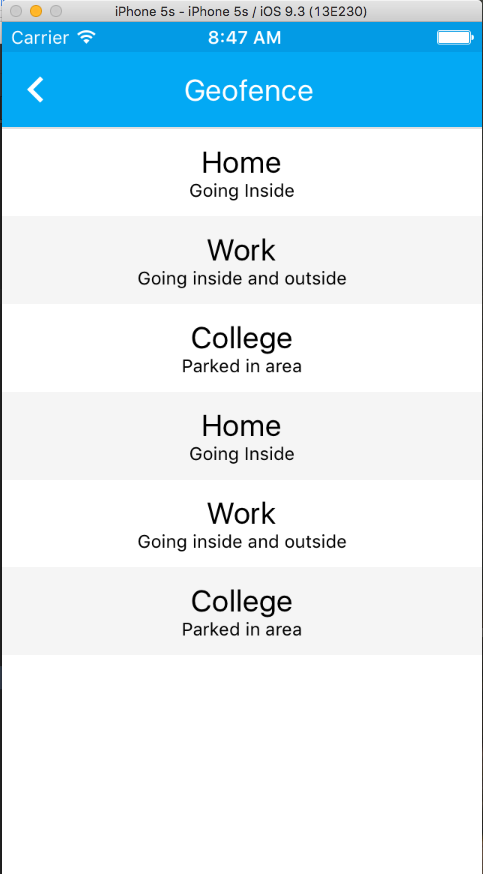 iPhone 5s - iPhone 5s / iOS 9.3 (13E230)
Carrier 8:47 AM
Geofence
Home
Going Inside
Work
Going inside and outside
College
Parked in area
Home
Going Inside
Work
Going inside and outside
College
Parked in area